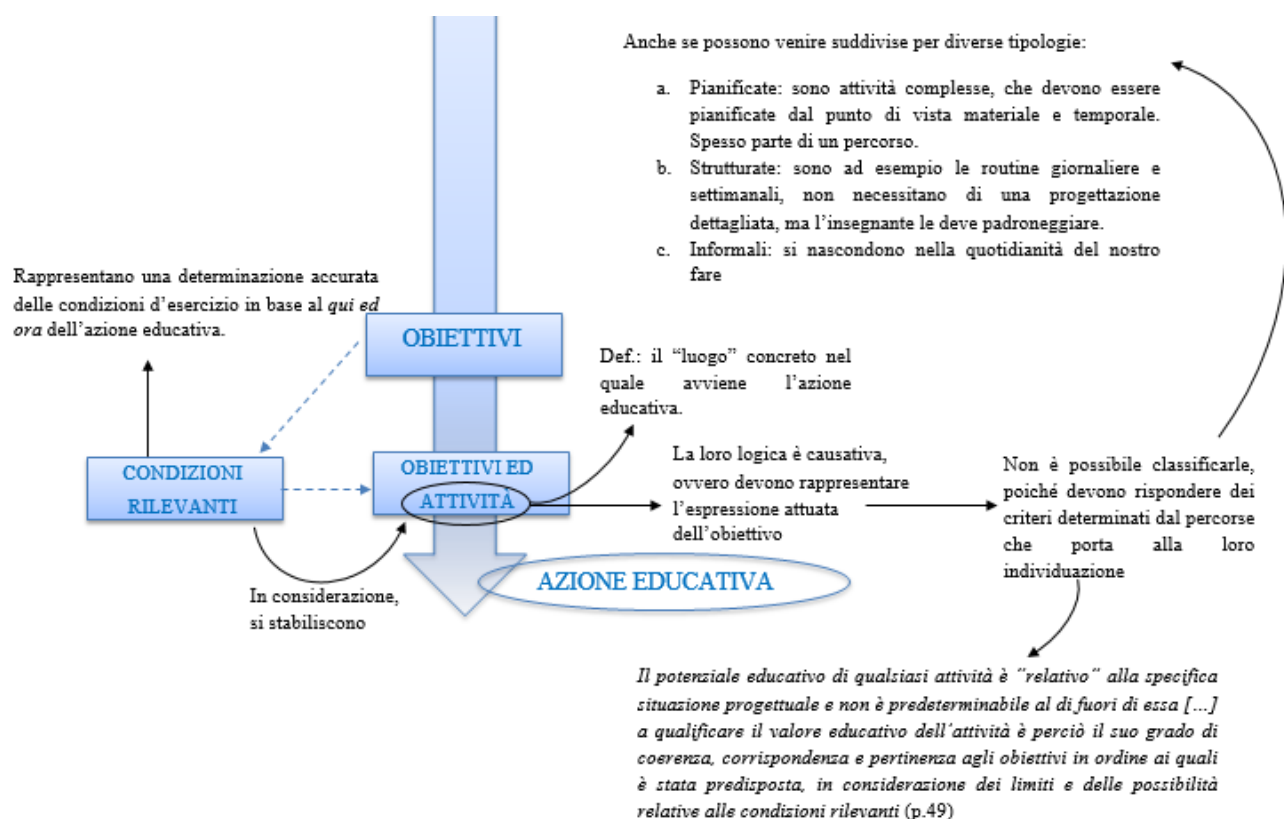 Anche se possono venire suddivise per diverse tipologie:
a. Pianificate: sono attività complesse, che devono essere
pianificate dal punto di vista materiale e temporale.
Spesso parte di un percorso.
b. Strutturate: sono ad esempio le routine giornaliere e
settimanali, non necessitano di una progettazione
dettagliata, ma l'insegnante le deve padroneggiare.
c. Informali: si nascondono nella quotidianità del nostro
fare
Rappresentano una determinazione accurata
delle condizioni d'esercizio in base al qui ed
ora dell'azione educativa.
OBIETTIVI
Def.: il “luogo” concreto nel
quale avviene l'azione
educativa.
CONDIZIONI
RILEVANTI
OBIETTIVI ED
ATTIVITÀ
La loro logica è causativa,
ovvero devono rappresentare
l'espressione attuata
dell'obiettivo
Non è possibile classificarle,
poiché devono rispondere dei
criteri determinati dal percorse
che porta alla loro
individuazione
In considerazione,
si stabiliscono
AZIONE EDUCATIVA
Il potenziale educativo di qualsiasi attività è “relativo” alla specifica
situazione progettuale e non è predeterminabile al di fuori di essa [...]
a qualificare il valore educativo dell'attività è perciò il suo grado di
coerenza, corrispondenza e pertinenza agli obiettivi in ordine ai quali
è stata predisposta, in considerazione dei limiti e delle possibilità
relative alle condizioni rilevanti (p.49)